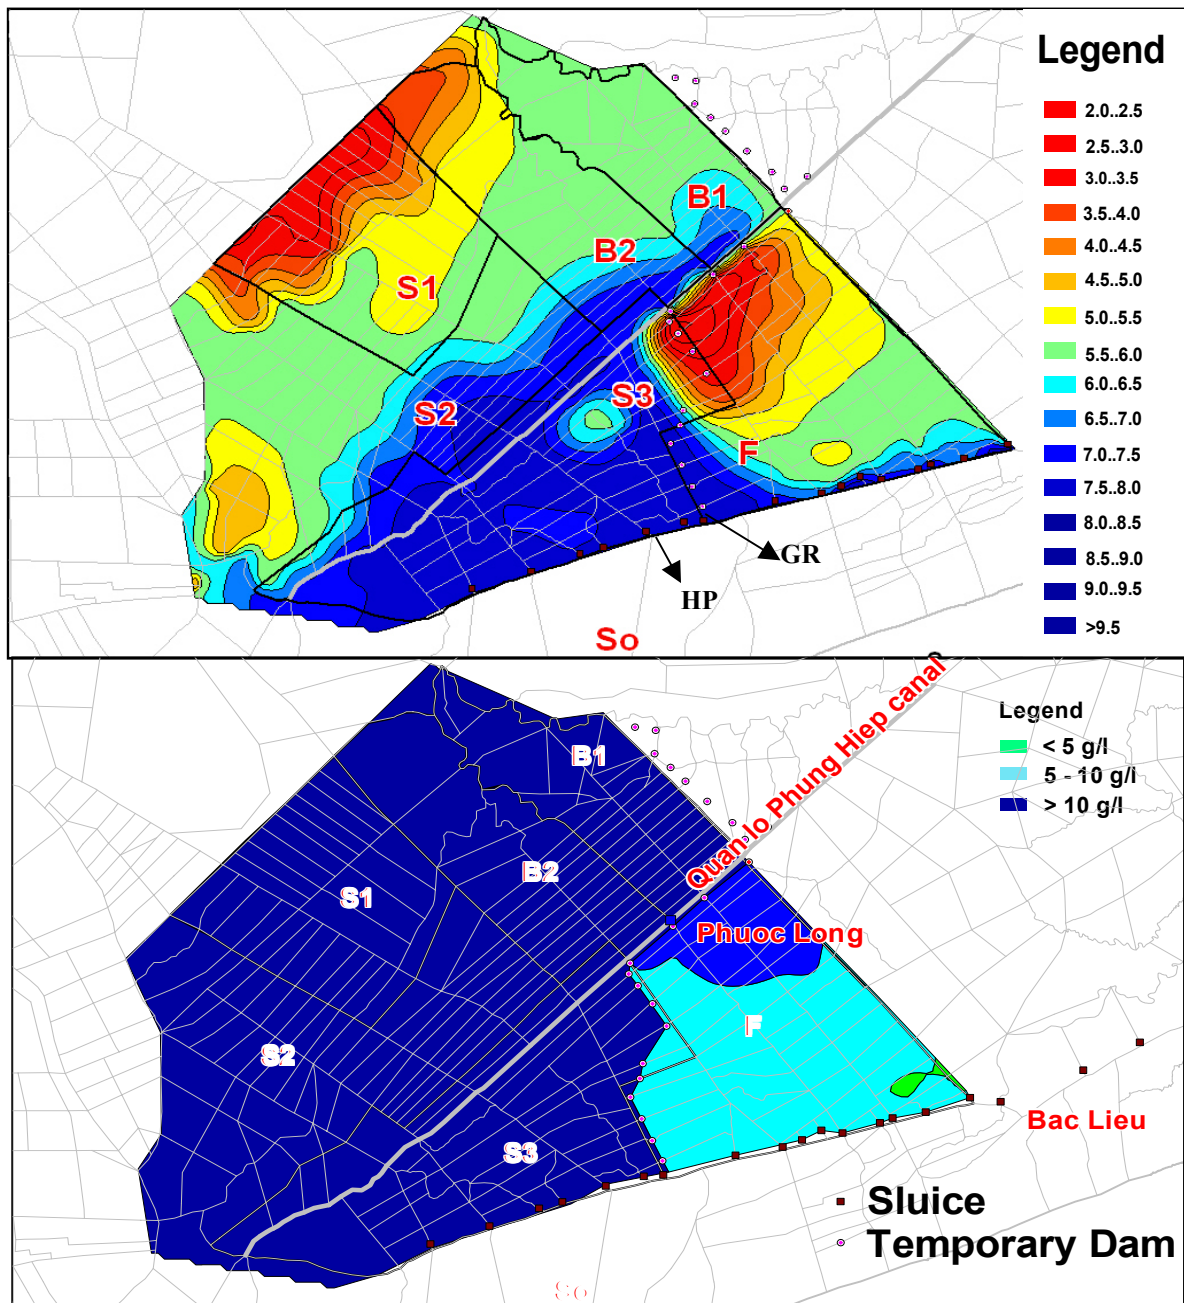 Legend
2.0..2.5
2.5..3.0
3.0..3.5
3.5..4.0
4.0..4.5
4.5..5.0
5.0..5.5
5.5..6.0
6.0..6.5
6.5..7.0
7.0..7.5
7.5..8.0
8.0..8.5
8.5..9.0
9.0..9.5
>9.5
B1
B2
S1
S2
S3
F
GR
HP
So
Quan lo Phung Hiep canal
Legend
< 5 g/l
5 - 10 g/l
> 10 g/l
B1
B2
S1
Phuoc Long
F
S2
Bac Lieu
S3
Sluice
Temporary Dam
So